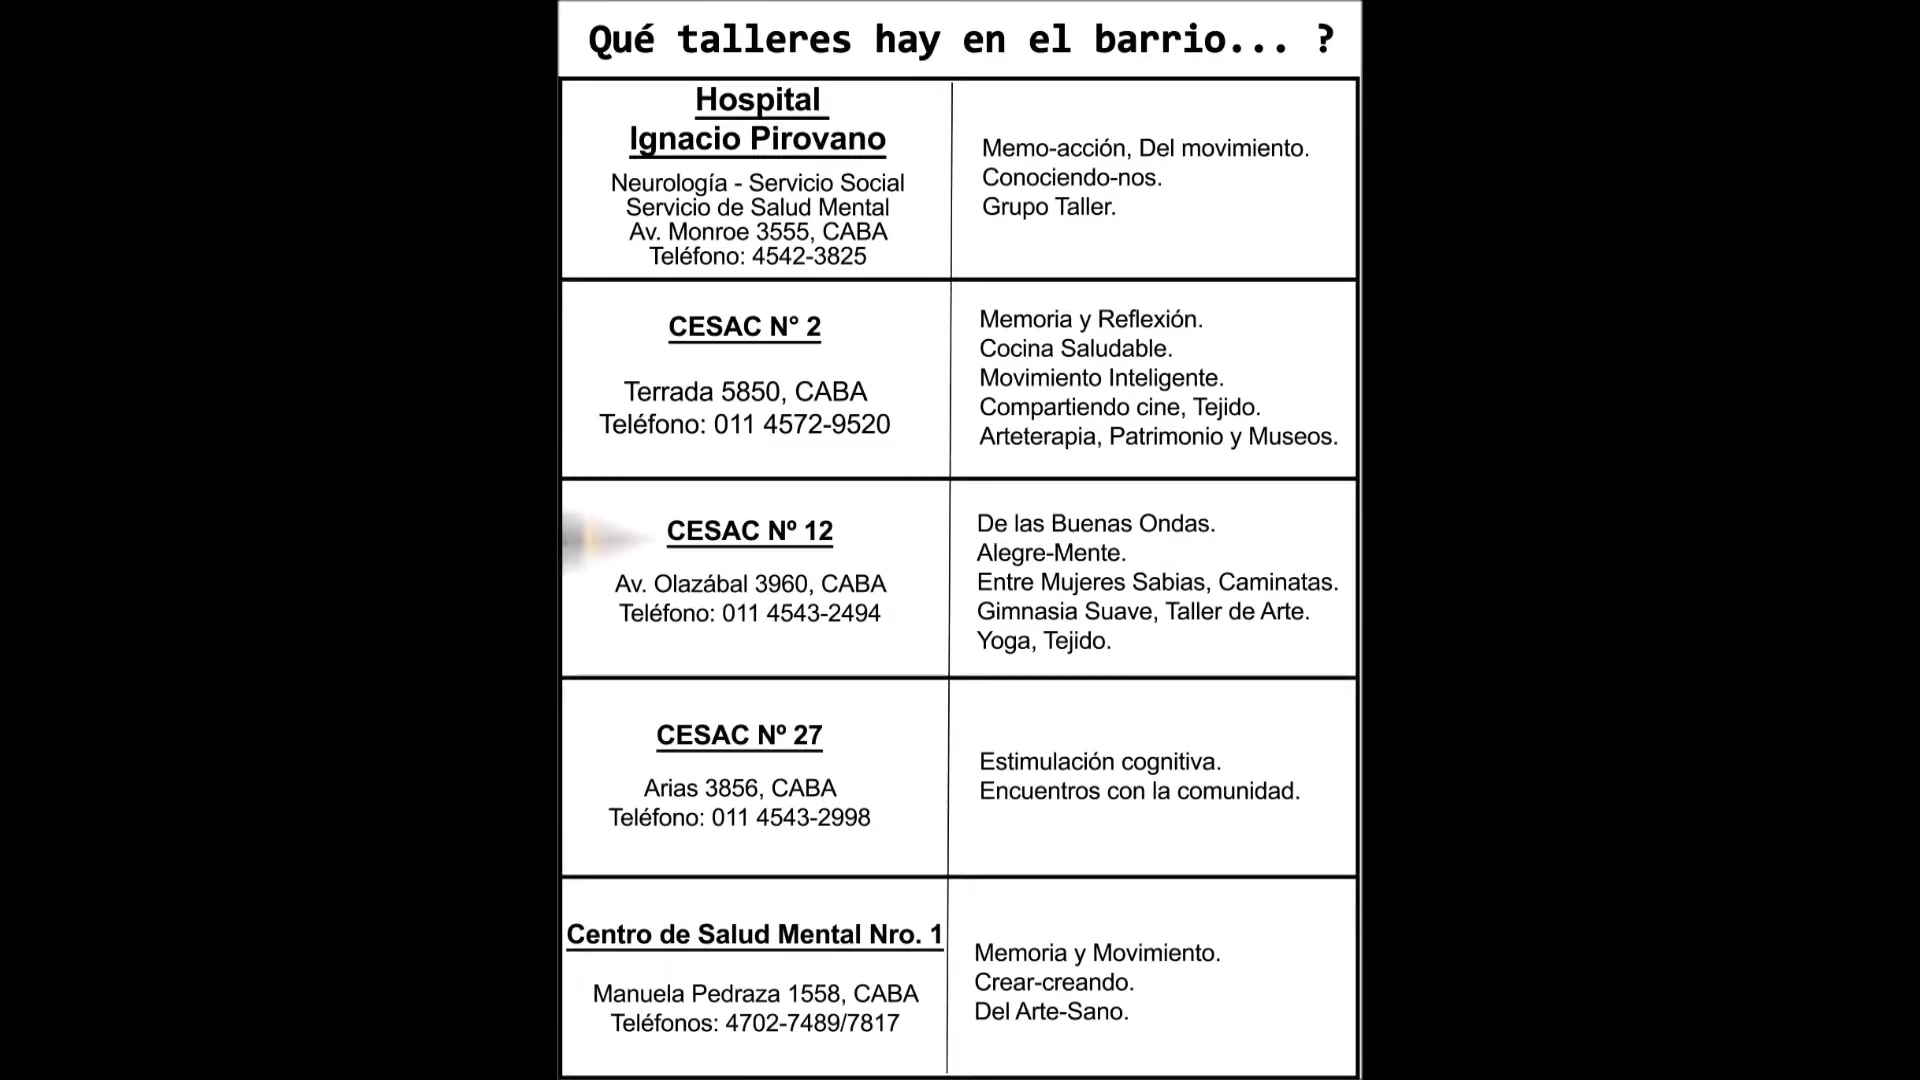 Qué talleres hay en el barrio... ?
Hospital
Ignacio Pirovano
Neurología - Servicio Social
Servicio de Salud Mental
Av. Monroe 3555, CABA
Teléfono: 4542-3825
Memo-acción, Del movimiento.
Conociendo-nos.
Grupo Taller.
CESAC N° 2
Terrada 5850, CABA
Teléfono: 011 4572-9520
Memoria y Reflexión.
Cocina Saludable.
Movimiento Inteligente.
Compartiendo cine, Tejido.
Arteterapia, Patrimonio y Museos.
CESAC Nº 12
Av. Olazábal 3960, CABA
Teléfono: 011 4543-2494
De las Buenas Ondas.
Alegre-Mente.
Entre Mujeres Sabias, Caminatas.
Gimnasia Suave, Taller de Arte.
Yoga, Tejido.
CESAC Nº 27
Arias 3856, CABA
Teléfono: 011 4543-2998
Estimulación cognitiva.
Encuentros con la comunidad.
Centro de Salud Mental Nro. 1
Manuela Pedraza 1558, CABA
Teléfonos: 4702-7489/7817
Memoria y Movimiento.
Crear-creando.
Del Arte-Sano.